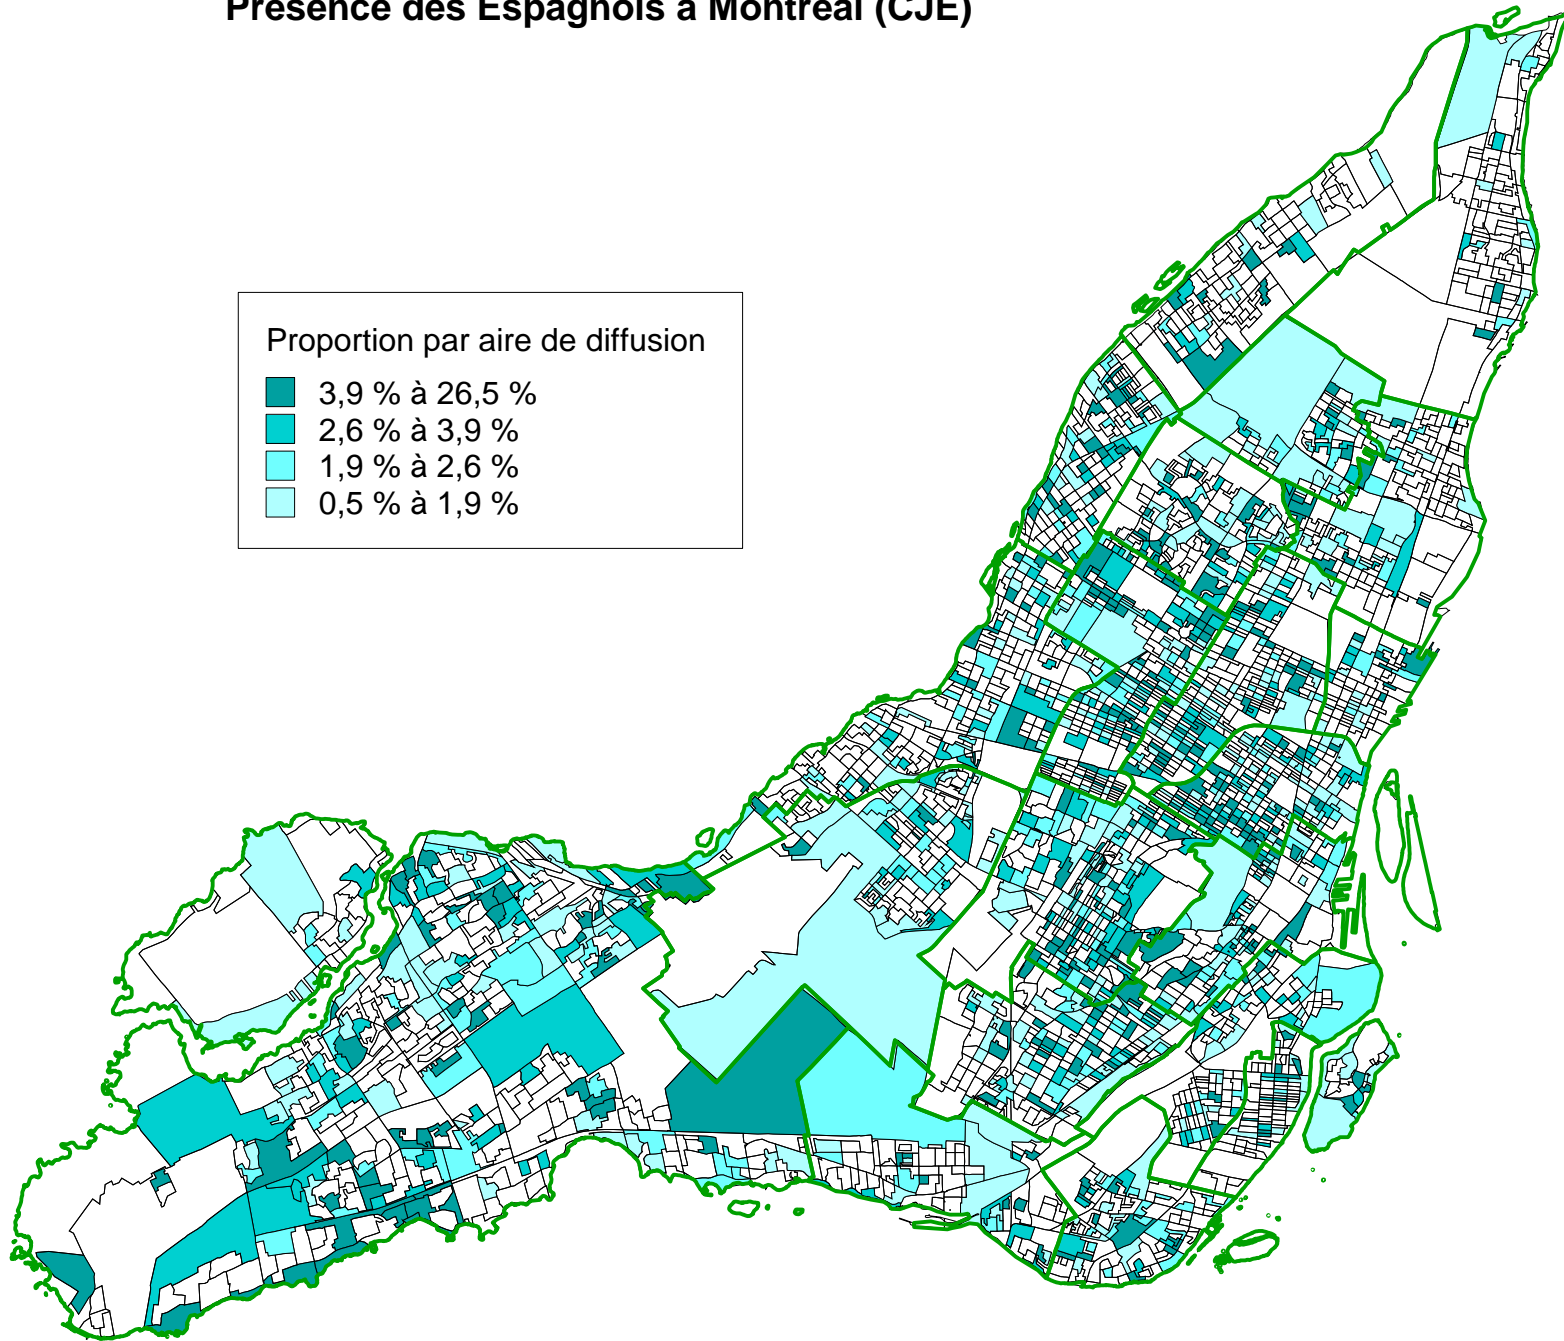 Présence des Espagnols à Montréal (CJE)
Proportion par aire de diffusion
3,9 % à 26,5 %
2,6 % à 3,9 %
1,9 % à 2,6 %
0,5 % à 1,9 %